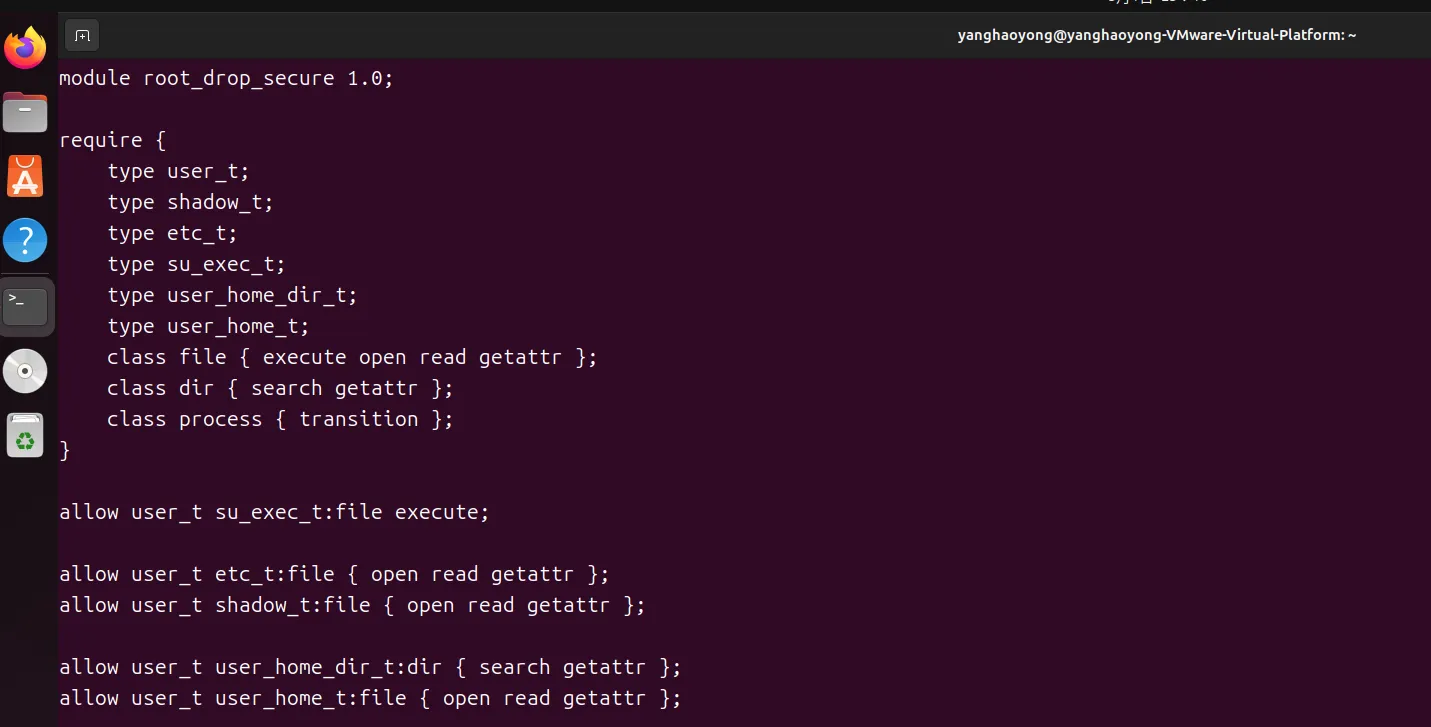 yanghaoyong@yanghaoyong-VMware-Virtual-Platform: ~
module root_drop_secure 1.0;
require {
    type user_t;
    type shadow_t;
    type etc_t;
    type su_exec_t;
    type user_home_dir_t;
    type user_home_t;
    class file { execute open read getattr };
    class dir { search getattr };
    class process { transition };
}
allow user_t su_exec_t:file execute;
allow user_t etc_t:file { open read getattr };
allow user_t shadow_t:file { open read getattr };
allow user_t user_home_dir_t:dir { search getattr };
allow user_t user_home_t:file { open read getattr };